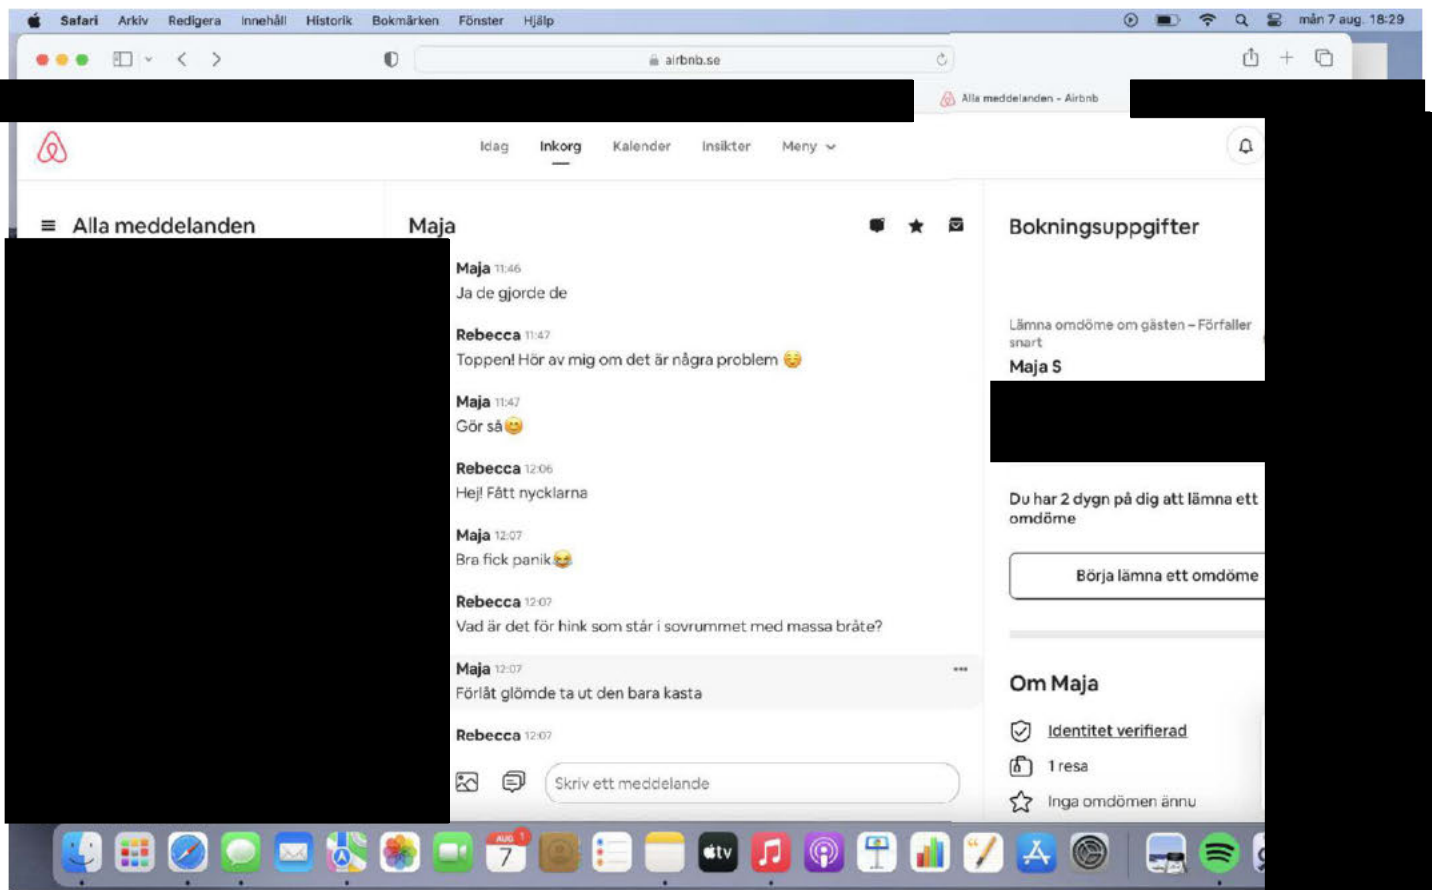 Safari Arkiv Redigera Innehåll Historik Bokmärken Fönster Hjälp mån 7 aug. 18:29
airbnb.se
Alla meddelanden - Airbnb
Idag Inkorg Kalender Insikter Meny
Alla meddelanden
Maja
Maja 11:46
Ja de gjorde de
Rebecca 11:47
Toppen! Hör av mig om det är några problem 😌
Maja 11:47
Gör så😊
Rebecca 12:06
Hej! Fått nycklarna
Maja 12:07
Bra fick panik😂
Rebecca 12:07
Vad är det för hink som står i sovrummet med massa bråte?
Maja 12:07
Förlåt glömde ta ut den bara kasta
Rebecca 12:07
Skriv ett meddelande
Bokningsuppgifter
Lämna omdöme om gästen – Förfaller
snart
Maja S
Du har 2 dygn på dig att lämna ett
omdöme
Börja lämna ett omdöme
Om Maja
Identitet verifierad
1 resa
Inga omdömen ännu
AUG. 1
7
tv